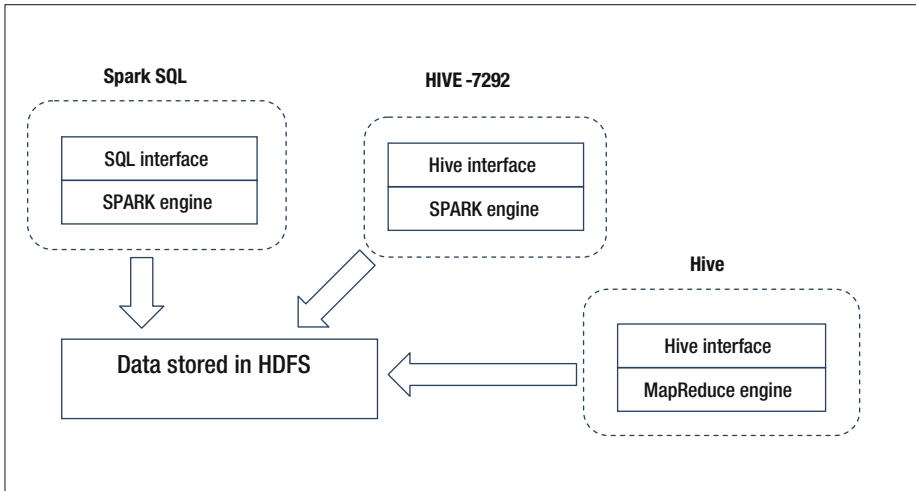 Spark SQL
SQL interface
SPARK engine
HIVE -7292
Hive interface
SPARK engine
Hive
Hive interface
MapReduce engine
Data stored in HDFS